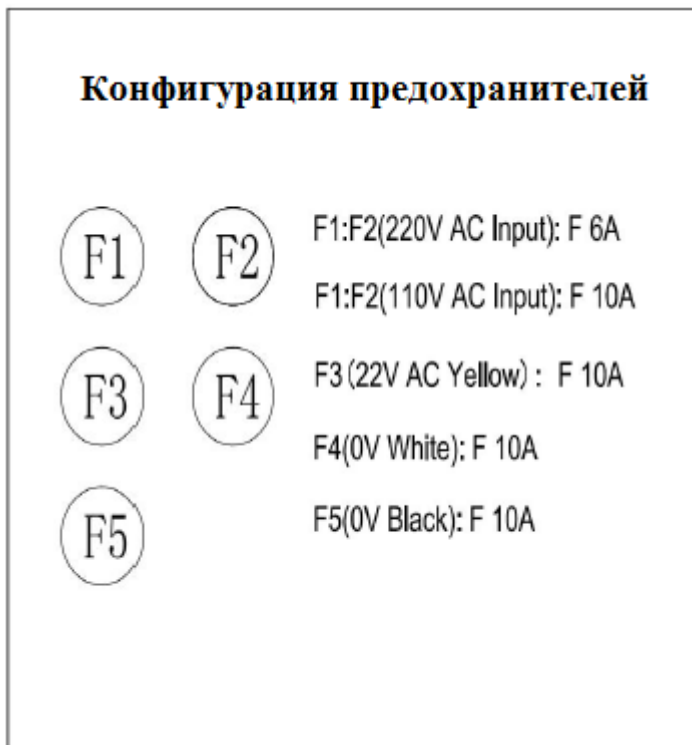 Конфигурация предохранителей
F1 F2 F1:F2(220V AC Input): F 6A
F1:F2(110V AC Input): F 10A
F3 F4 F3(22V AC Yellow): F 10A
F4(0V White): F 10A
F5 F5(0V Black): F 10A